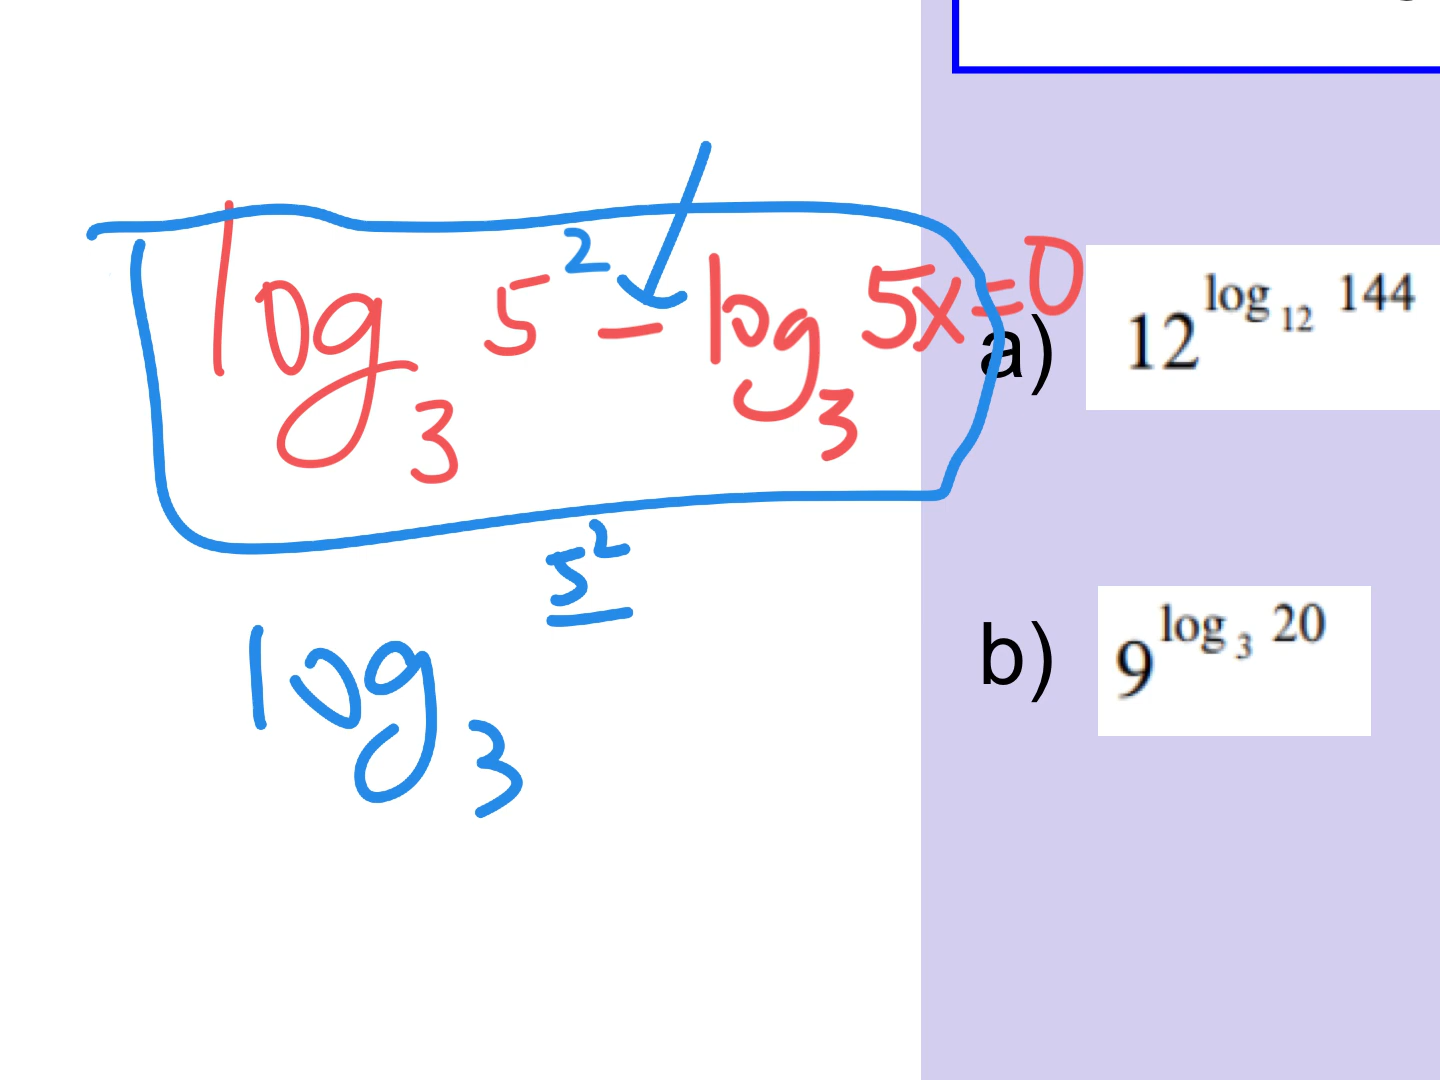 log₃ 5² - log₃ 5x = 0
a) 12^(log₁₂ 144)
5²
log₃
b) 9^(log₃ 20)